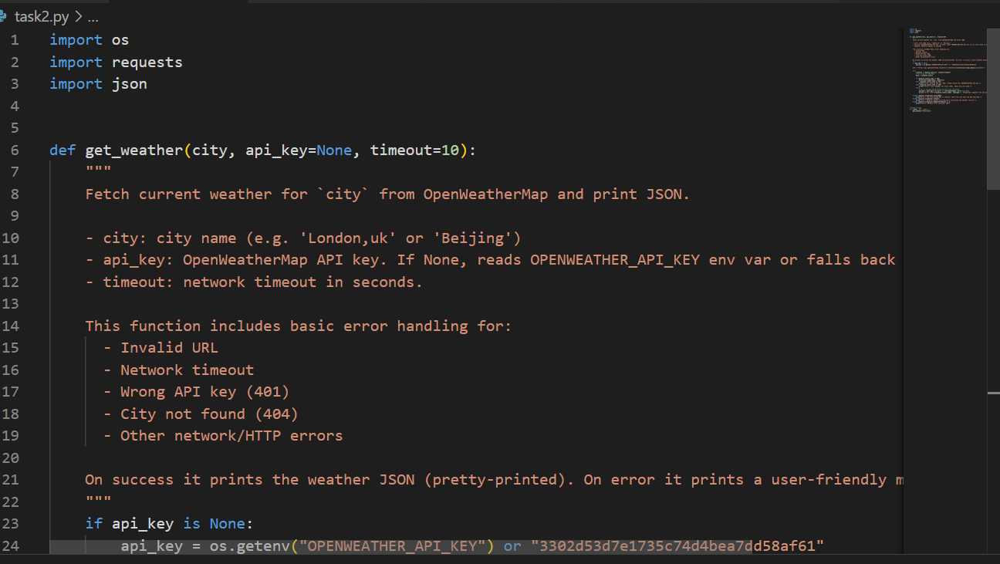 task2.py > ...
1 import os
2 import requests
3 import json
4
5
6 def get_weather(city, api_key=None, timeout=10):
7 """
8 Fetch current weather for `city` from OpenWeatherMap and print JSON.
9
10 - city: city name (e.g. 'London,uk' or 'Beijing')
11 - api_key: OpenWeatherMap API key. If None, reads OPENWEATHER_API_KEY env var or falls back
12 - timeout: network timeout in seconds.
13
14 This function includes basic error handling for:
15 - Invalid URL
16 - Network timeout
17 - Wrong API key (401)
18 - City not found (404)
19 - Other network/HTTP errors
20
21 On success it prints the weather JSON (pretty-printed). On error it prints a user-friendly m
22 """
23 if api_key is None:
24 api_key = os.getenv("OPENWEATHER_API_KEY") or "3302d53d7e1735c74d4bea7dd58af61"